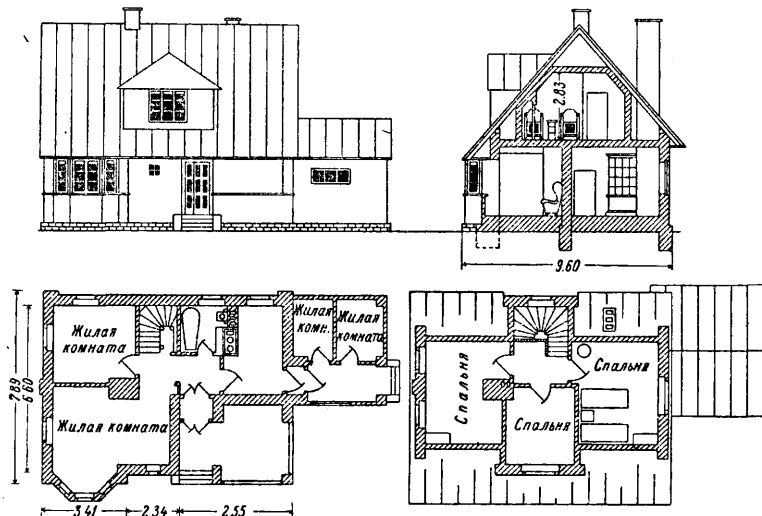 2.83
9.60
Жилая
комната
Жилая
комн.
Жилая
комната
Жилая комната
7.89
6.60
3.41
2.34
2.55
Спальня
Спальня
Спальня